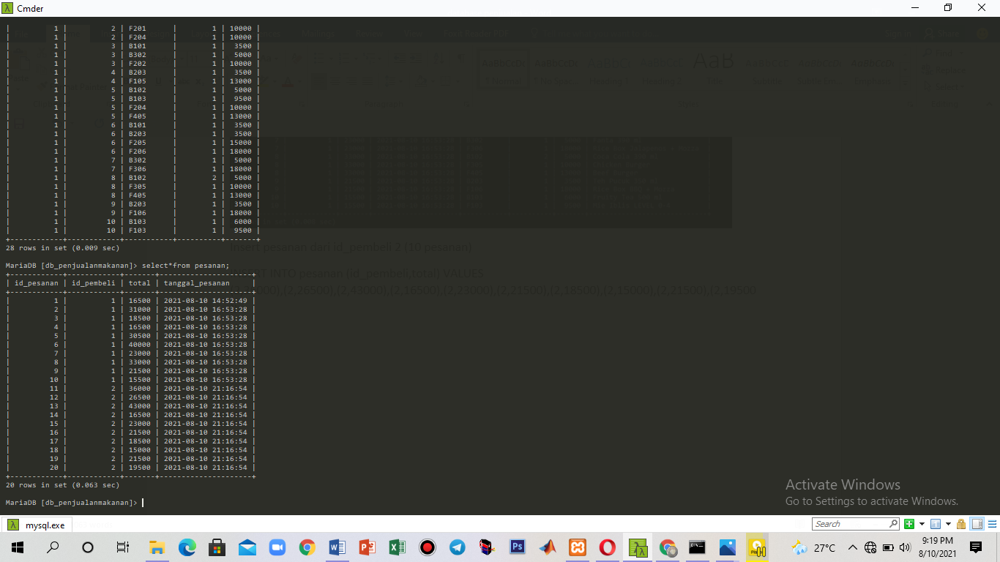 Cmder
| 1 | 2 | F201 | 1 | 10000 |
| 1 | 2 | F204 | 1 | 10000 |
| 1 | 3 | B101 | 1 | 3500 |
| 1 | 3 | B302 | 1 | 5000 |
| 1 | 3 | F202 | 1 | 10000 |
| 1 | 4 | B203 | 1 | 3500 |
| 1 | 4 | F105 | 1 | 13000 |
| 1 | 5 | B102 | 1 | 5000 |
| 1 | 5 | B103 | 1 | 9500 |
| 1 | 5 | F204 | 1 | 10000 |
| 1 | 5 | F405 | 1 | 13000 |
| 1 | 6 | B101 | 1 | 3500 |
| 1 | 6 | B203 | 1 | 3500 |
| 1 | 6 | F205 | 1 | 15000 |
| 1 | 6 | F206 | 1 | 18000 |
| 1 | 7 | B302 | 1 | 5000 |
| 1 | 7 | F306 | 1 | 18000 |
| 1 | 8 | B102 | 2 | 5000 |
| 1 | 8 | F305 | 1 | 10000 |
| 1 | 8 | F405 | 1 | 13000 |
| 1 | 9 | B203 | 1 | 3500 |
| 1 | 9 | F106 | 1 | 18000 |
| 1 | 10 | B103 | 1 | 6000 |
| 1 | 10 | F103 | 1 | 9500 |
28 rows in set (0.009 sec)
Insert pesanan dari id_pembeli 2 (10 pesanan)
MariaDB [db_penjualanmakanan]> select*from pesanan;
INSERT INTO pesanan (id_pembeli,total) VALUES
| id_pesanan | id_pembeli | total | tanggal_pesanan |
(2,26500),(2,43000),(2,16500),(2,23000),(2,21500),(2,18500),(2,15000),(2,21500),(2,19500
| 1 | 1 | 16500 | 2021-08-10 14:52:49 |
| 2 | 1 | 31000 | 2021-08-10 16:53:28 |
| 3 | 1 | 18500 | 2021-08-10 16:53:28 |
| 4 | 1 | 16500 | 2021-08-10 16:53:28 |
| 5 | 1 | 30500 | 2021-08-10 16:53:28 |
| 6 | 1 | 40000 | 2021-08-10 16:53:28 |
| 7 | 1 | 23000 | 2021-08-10 16:53:28 |
| 8 | 1 | 33000 | 2021-08-10 16:53:28 |
| 9 | 1 | 21500 | 2021-08-10 16:53:28 |
| 10 | 1 | 15500 | 2021-08-10 16:53:28 |
| 11 | 2 | 36000 | 2021-08-10 21:16:54 |
| 12 | 2 | 26500 | 2021-08-10 21:16:54 |
| 13 | 2 | 43000 | 2021-08-10 21:16:54 |
| 14 | 2 | 16500 | 2021-08-10 21:16:54 |
| 15 | 2 | 23000 | 2021-08-10 21:16:54 |
| 16 | 2 | 21500 | 2021-08-10 21:16:54 |
| 17 | 2 | 18500 | 2021-08-10 21:16:54 |
| 18 | 2 | 15000 | 2021-08-10 21:16:54 |
| 19 | 2 | 21500 | 2021-08-10 21:16:54 |
| 20 | 2 | 19500 | 2021-08-10 21:16:54 |
20 rows in set (0.063 sec)
MariaDB [db_penjualanmakanan]>
Activate Windows
Go to Settings to activate Windows.
mysql.exe
Search
27°C
9:19 PM
8/10/2021